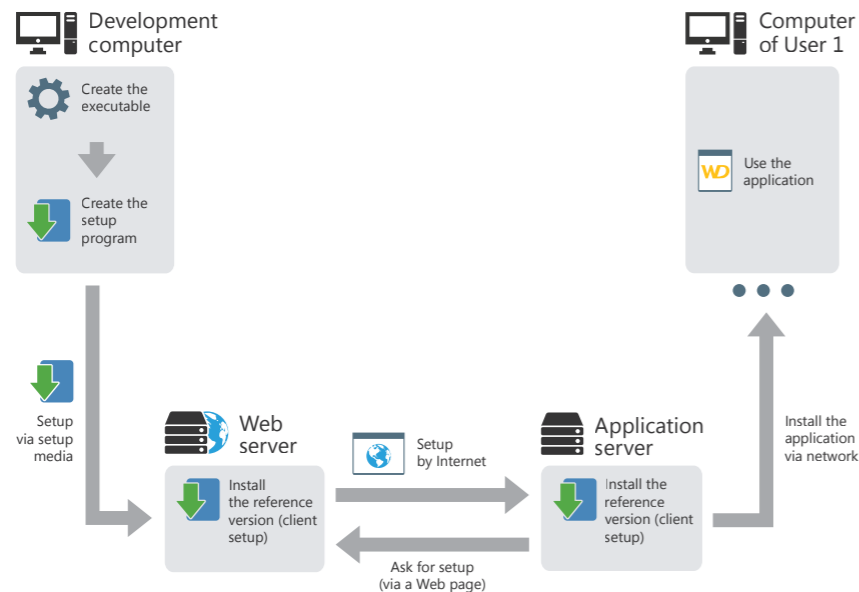 Development
computer
Create the
executable
Create the
setup
program
Computer
of User 1
WD
Use the
application
Setup
via setup
media
Web
server
Install
the reference
version (client
setup)
Setup
by Internet
Ask for setup
(via a Web page)
Application
server
Install the
reference
version (client
setup)
Install the
application
via network